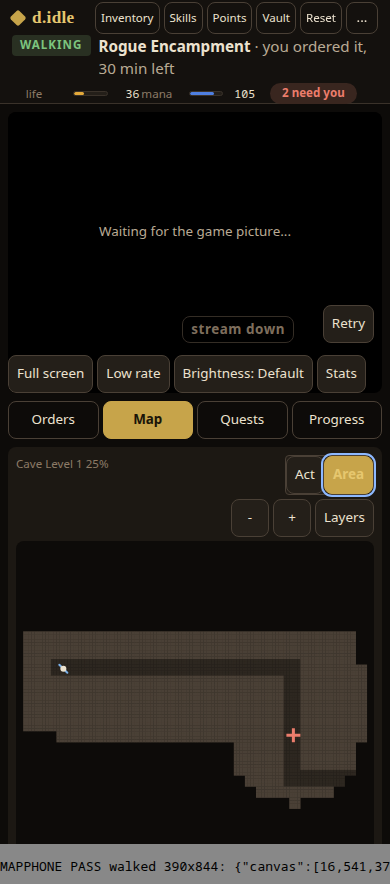 d.idle Inventory Skills Points Vault Reset ...
WALKING Rogue Encampment · you ordered it,
30 min left
life 36 mana 105 2 need you
Waiting for the game picture...
stream down Retry
Full screen Low rate Brightness: Default Stats
Orders Map Quests Progress
Cave Level 1 25% Act Area
- + Layers
MAPPHONE PASS walked 390x844: {"canvas":[16,541,37